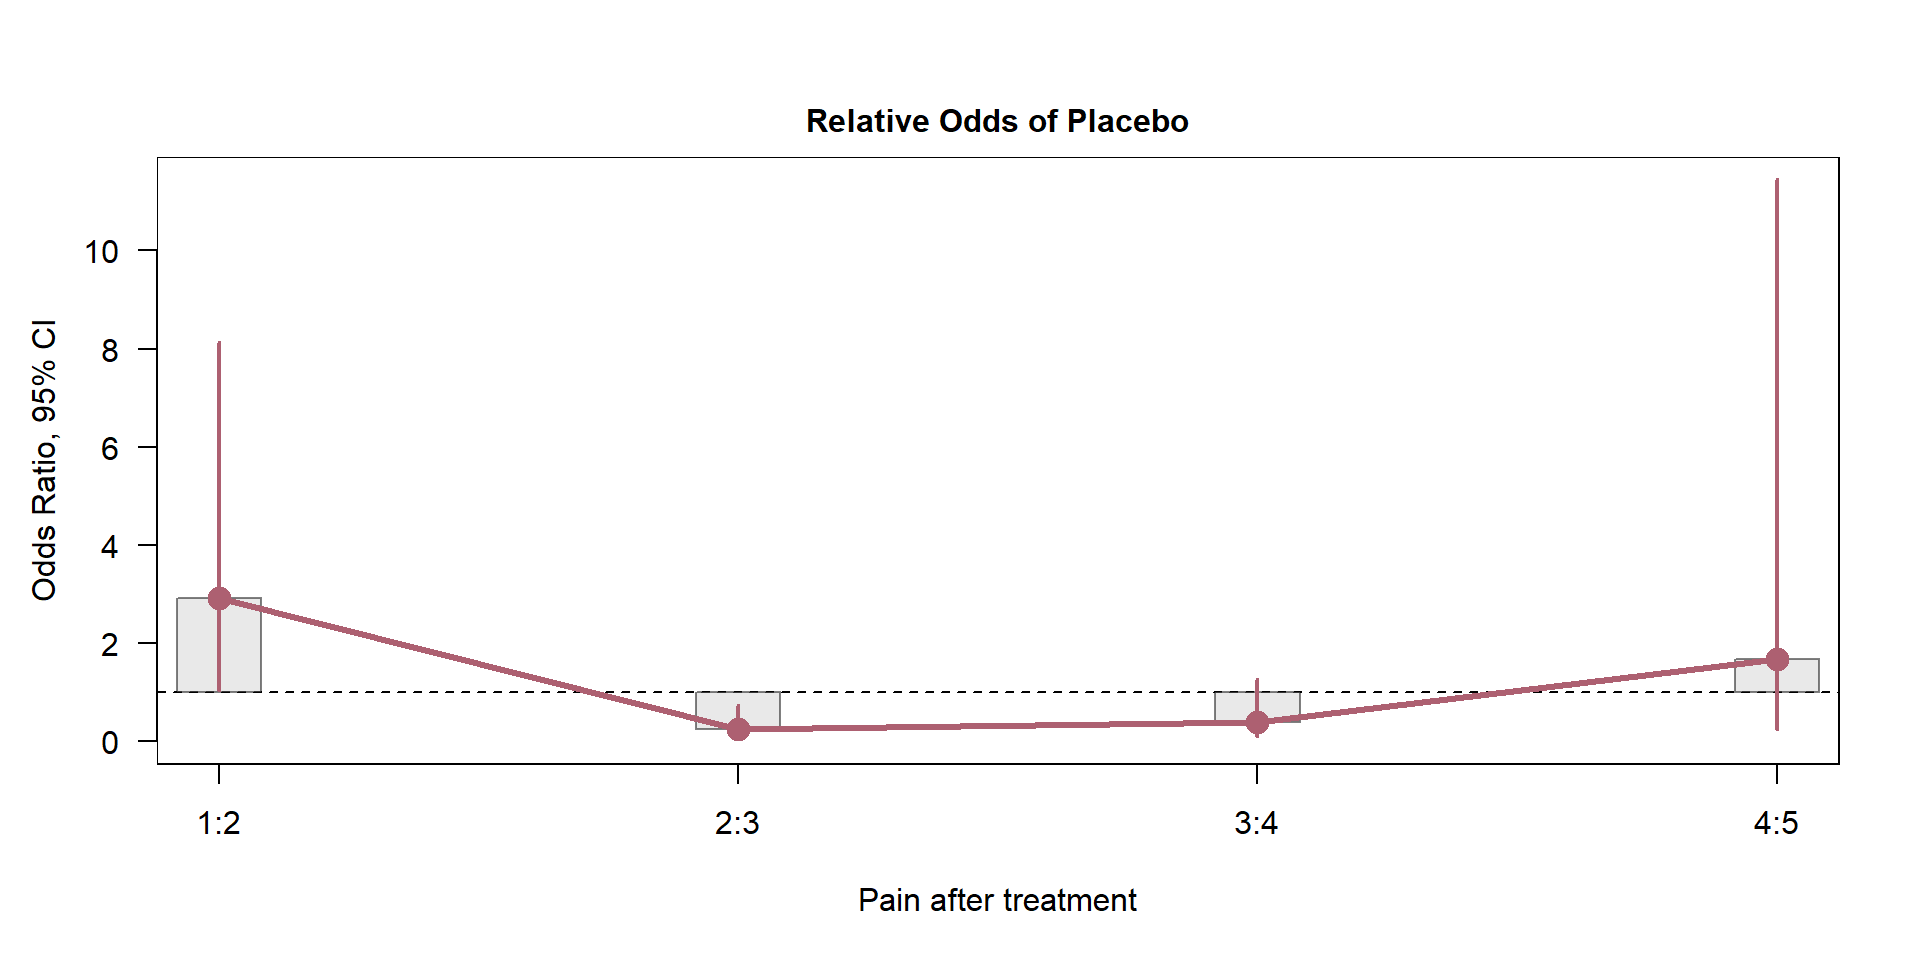 Relative Odds of Placebo
Odds Ratio, 95% CI
10
8
6
4
2
0
1:2 2:3 3:4 4:5
Pain after treatment